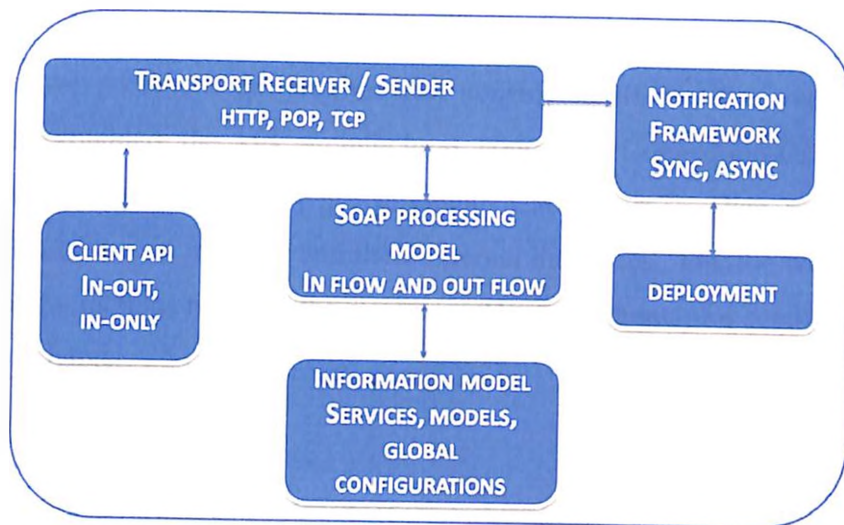 TRANSPORT RECEIVER / SENDER
HTTP, POP, TCP
NOTIFICATION
FRAMEWORK
SYNC, ASYNC
CLIENT API
IN-OUT,
IN-ONLY
SOAP PROCESSING
MODEL
IN FLOW AND OUT FLOW
DEPLOYMENT
INFORMATION MODEL
SERVICES, MODELS,
GLOBAL
CONFIGURATIONS